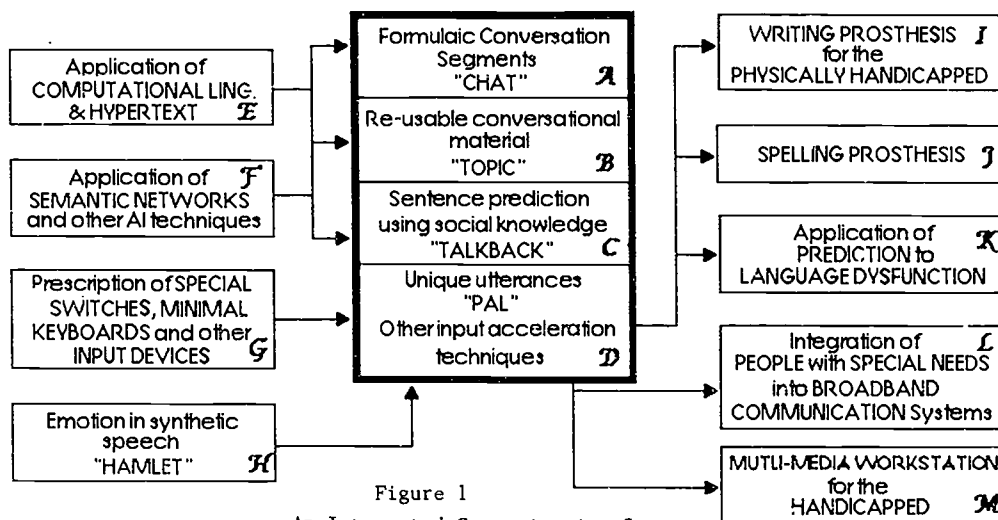 Application of
COMPUTATIONAL LING.
& HYPERTEXT E
Application of F
SEMANTIC NETWORKS
and other AI techniques
Prescription of SPECIAL
SWITCHES, MINIMAL
KEYBOARDS and other
INPUT DEVICES G
Emotion in synthetic
speech
"HAMLET" H
Formulaic Conversation
Segments
"CHAT" A
Re-usable conversational
material
"TOPIC" B
Sentence prediction
using social knowledge
"TALKBACK" C
Unique utterances
"PAL"
Other input acceleration
techniques D
WRITING PROSTHESIS I
for the
PHYSICALLY HANDICAPPED
SPELLING PROSTHESIS J
Application of K
PREDICTION to
LANGUAGE DYSFUNCTION
Integration of L
PEOPLE with SPECIAL NEEDS
into BROADBAND
COMMUNICATION Systems
MUTLI-MEDIA WORKSTATION
for the
HANDICAPPED M
Figure 1